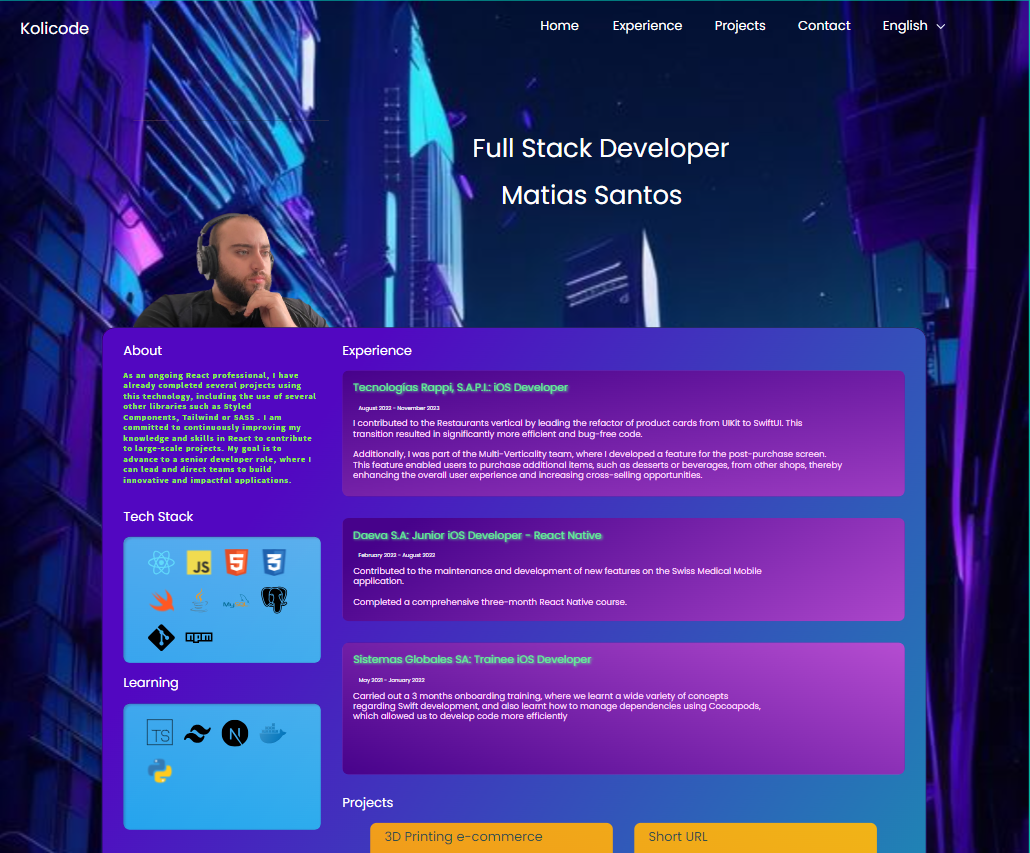 Kolicode
Home Experience Projects Contact English
Full Stack Developer
Matias Santos
About
As an ongoing React professional, I have
already completed several projects using
this technology, including the use of several
other libraries such as Styled
Components, Tailwind or SASS . I am
committed to continuously improving my
knowledge and skills in React to contribute
to large-scale projects. My goal is to
advance to a senior developer role, where I
can lead and direct teams to build
innovative and impactful applications.
Tech Stack
JS 5 3
MySQL
npm
Learning
TS N
Experience
Tecnologías Rappi, S.A.P.I.: iOS Developer
August 2022 - November 2023
I contributed to the Restaurants vertical by leading the refactor of product cards from UIKit to SwiftUI. This
transition resulted in significantly more efficient and bug-free code.
Additionally, I was part of the Multi-Verticality team, where I developed a feature for the post-purchase screen.
This feature enabled users to purchase additional items, such as desserts or beverages, from other shops, thereby
enhancing the overall user experience and increasing cross-selling opportunities.
Daeva S.A: Junior iOS Developer - React Native
February 2022 - August 2022
Contributed to the maintenance and development of new features on the Swiss Medical Mobile
application.
Completed a comprehensive three-month React Native course.
Sistemas Globales SA: Trainee iOS Developer
May 2021 - January 2022
Carried out a 3 months onboarding training, where we learnt a wide variety of concepts
regarding Swift development, and also learnt how to manage dependencies using Cocoapods,
which allowed us to develop code more efficiently
Projects
3D Printing e-commerce
Short URL